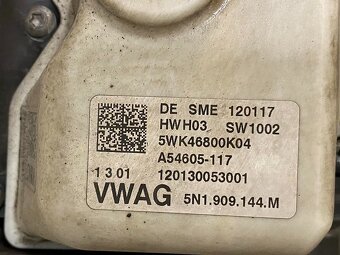 DE SME 120117
HWH03 SW1002
5WK46800K04
A54605-117
1301 120130053001
VWAG 5N1.909.144.M